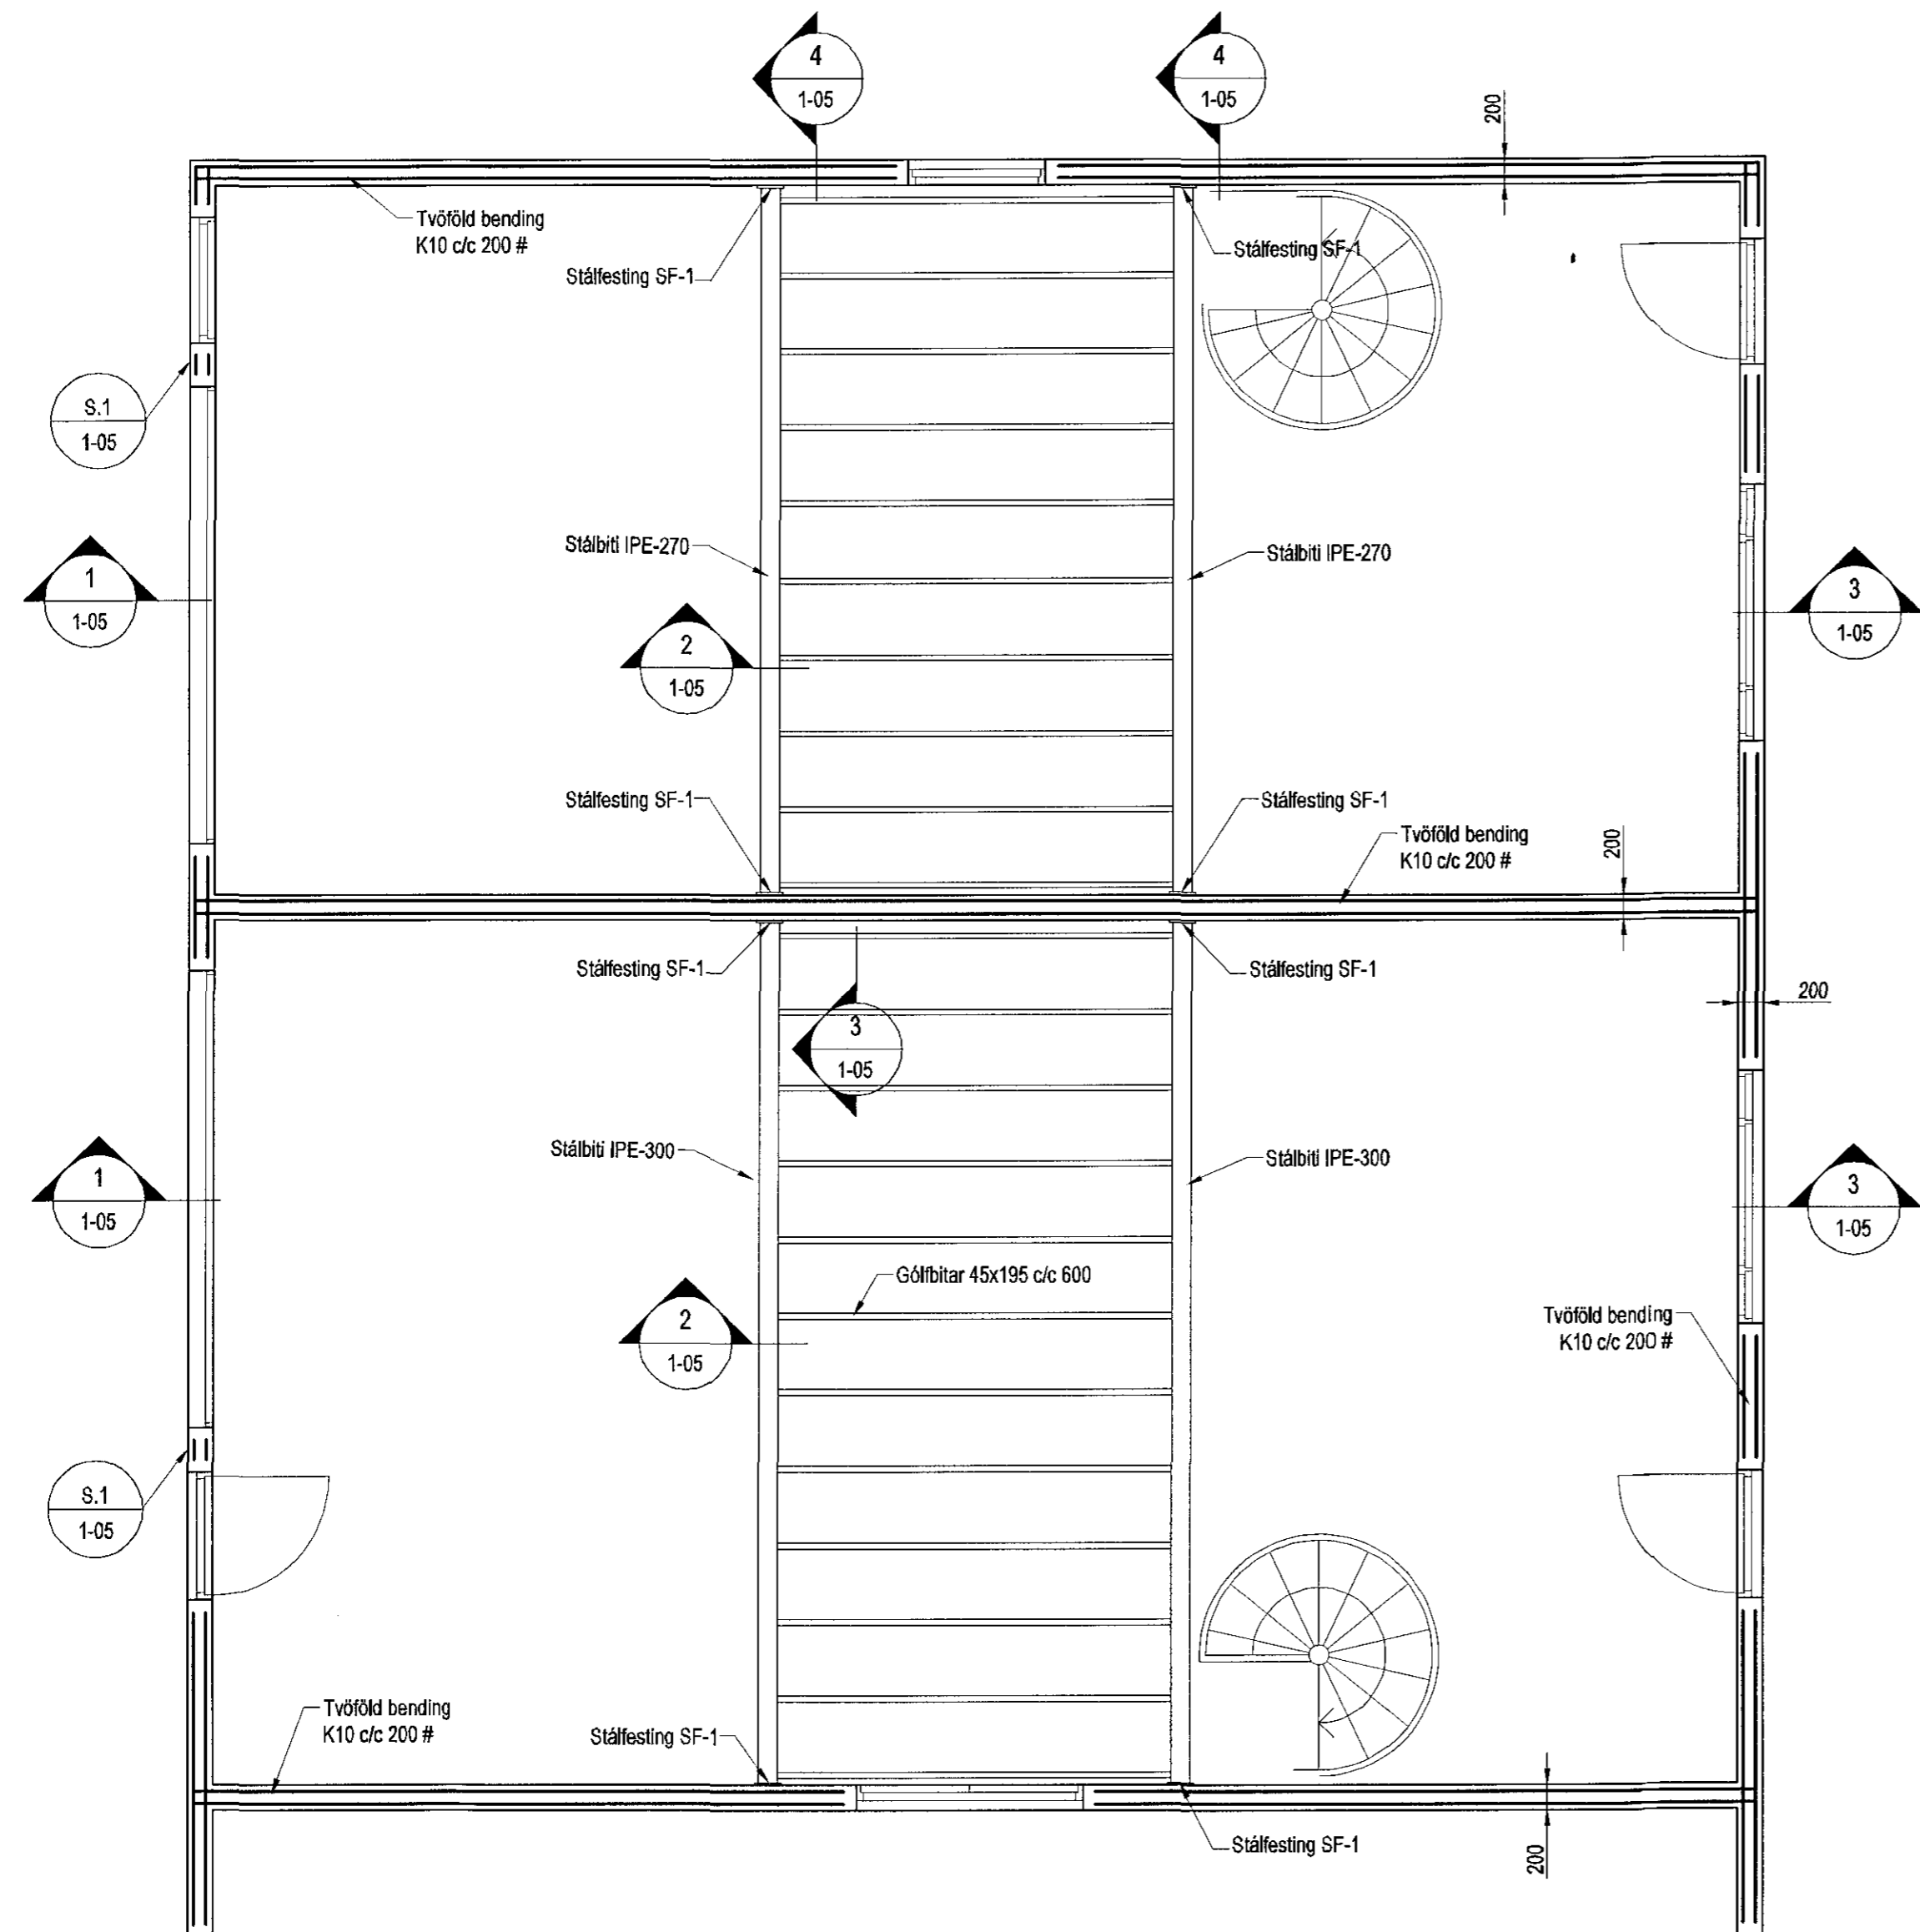 4
1-05
4
1-05
200
Tvöföld bending
K10 c/c 200 #
Stálfesting SF-1
Stálfesting SF-1
S.1
1-05
Stálbiti IPE-270
Stálbiti IPE-270
1
1-05
3
1-05
2
1-05
Stálfesting SF-1
Stálfesting SF-1
Tvöföld bending
K10 c/c 200 #
200
Stálfesting SF-1
Stálfesting SF-1
200
3
1-05
Stálbiti IPE-300
Stálbiti IPE-300
1
1-05
3
1-05
Gólfbitar 45x195 c/c 600
2
1-05
Tvöföld bending
K10 c/c 200 #
S.1
1-05
Tvöföld bending
K10 c/c 200 #
Stálfesting SF-1
Stálfesting SF-1
200